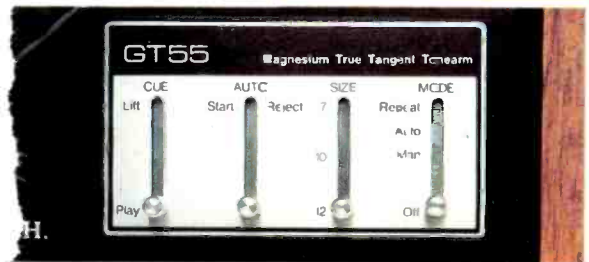 GT55 Magnesium True Tangent Tonearm
CUE AUTO SIZE MODE
Lift Start Reject 7 Repeat
Auto
10 Man
Play 12 Off
H.